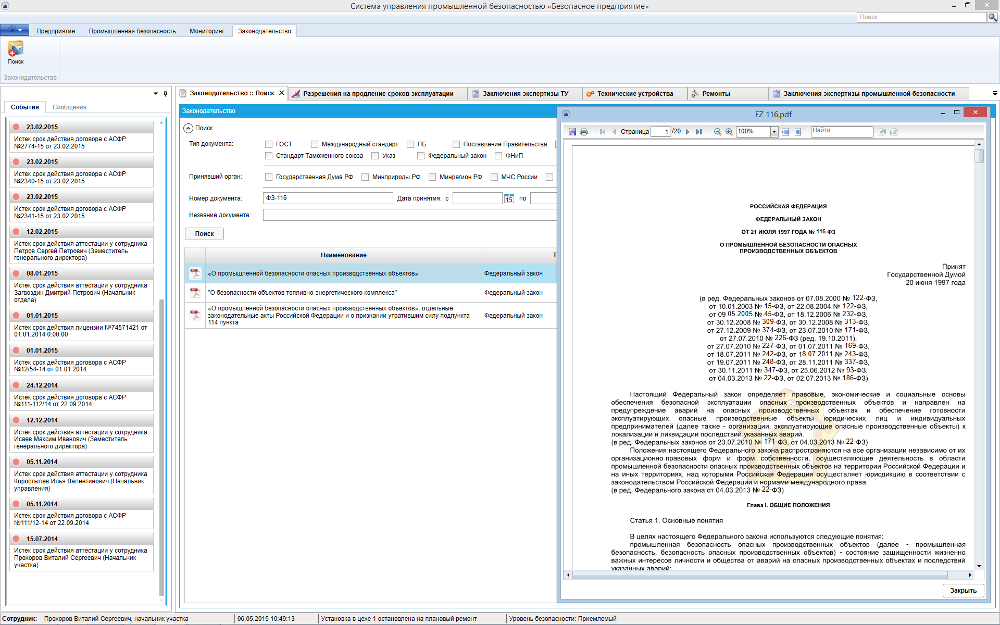 Система управления промышленной безопасностью «Безопасное предприятие»
Поиск...
Предприятие
Промышленная безопасность
Мониторинг
Законодательство
Поиск
Законодательство
События
Сообщения
23.02.2015
Истек срок действия договора с АСФР
№2774-15 от 23.02.2015
23.02.2015
Истек срок действия договора с АСФР
№2340-15 от 23.02.2015
23.02.2015
Истек срок действия договора с АСФР
№2341-15 от 23.02.2015
12.02.2015
Истек срок действия аттестации у сотрудника
Петров Сергей Петрович (Заместитель
генерального директора)
08.01.2015
Истек срок действия аттестации у сотрудника
Загвоздин Дмитрий Петрович (Начальник
отдела)
01.01.2015
Истек срок действия лицензии №74571421 от
01.01.2014 0:00:00
01.01.2015
Истек срок действия договора с АСФР
№12/54-14 от 01.01.2014
24.12.2014
Истек срок действия договора с АСФР
№111-112/14 от 22.09.2014
12.12.2014
Истек срок действия аттестации у сотрудника
Исаев Максим Иванович (Заместитель
генерального директора)
05.11.2014
Истек срок действия аттестации у сотрудника
Коростылев Илья Валентинович (Начальник
управления)
05.11.2014
Истек срок действия договора с АСФР
№111/12-14 от 22.09.2014
15.07.2014
Истек срок действия аттестации у сотрудника
Прохоров Виталий Сергеевич (Начальник
участка)
Законодательство :: Поиск
Разрешения на продление сроков эксплуатации
Заключения экспертизы ТУ
Технические устройства
Ремонты
Заключения экспертизы промышленной безопасности
Законодательство
Поиск
Тип документа: ГОСТ Международный стандарт ПБ Поставление Правительства
Стандарт Таможенного союза Указ Федеральный закон ФНиП
Принявший орган: Государственная Дума РФ Минприроды РФ Минрегион РФ МЧС России
Номер документа: ФЗ-116 Дата принятия: с 15 по
Название документа:
Поиск
Наименование Т
«О промышленной безопасности опасных производственных объектов» Федеральный закон
"О безопасности объектов топливно-энергетического комплекса" Федеральный закон
«О промышленной безопасности опасных производственных объектов», отдельные
законодательные акты Российской Федерации и о признании утратившим силу подпункта
114 пункта
Федеральный закон
FZ 116.pdf
Страница 1 /20 100% Найти
РОССИЙСКАЯ ФЕДЕРАЦИЯ
ФЕДЕРАЛЬНЫЙ ЗАКОН
ОТ 21 ИЮЛЯ 1997 ГОДА № 116-ФЗ
О ПРОМЫШЛЕННОЙ БЕЗОПАСНОСТИ ОПАСНЫХ
ПРОИЗВОДСТВЕННЫХ ОБЪЕКТОВ
Принят
Государственной Думой
20 июня 1997 года
(в ред. Федеральных законов от 07.08.2000 № 122-ФЗ,
от 10.01.2003 № 15-ФЗ, от 22.08.2004 № 122-ФЗ,
от 09.05.2005 № 45-ФЗ, от 18.12.2006 № 232-ФЗ,
от 30.12.2008 № 309-ФЗ, от 30.12.2008 № 313-ФЗ,
от 27.12.2009 № 374-ФЗ, от 23.07.2010 № 171-ФЗ,
от 27.07.2010 № 226-ФЗ (ред. 19.10.2011),
от 27.07.2010 № 227-ФЗ, от 01.07.2011 № 169-ФЗ,
от 18.07.2011 № 242-ФЗ, от 18.07.2011 № 243-ФЗ,
от 19.07.2011 № 248-ФЗ, от 28.11.2011 № 337-ФЗ,
от 30.11.2011 № 347-ФЗ, от 25.06.2012 № 93-ФЗ,
от 04.03.2013 № 22-ФЗ, от 02.07.2013 № 186-ФЗ)
Настоящий Федеральный закон определяет правовые, экономические и социальные основы
обеспечения безопасной эксплуатации опасных производственных объектов и направлен на
предупреждение аварий на опасных производственных объектах и обеспечение готовности
эксплуатирующих опасные производственные объекты юридических лиц и индивидуальных
предпринимателей (далее также - организации, эксплуатирующие опасные производственные объекты) к
локализации и ликвидации последствий указанных аварий.
(в ред. Федеральных законов от 23.07.2010 № 171-ФЗ, от 04.03.2013 № 22-ФЗ)
Положения настоящего Федерального закона распространяются на все организации независимо от их
организационно-правовых форм и форм собственности, осуществляющие деятельность в области
промышленной безопасности опасных производственных объектов на территории Российской Федерации и
на иных территориях, над которыми Российская Федерация осуществляет юрисдикцию в соответствии с
законодательством Российской Федерации и нормами международного права.
(в ред. Федерального закона от 04.03.2013 № 22-ФЗ)
Глава I. ОБЩИЕ ПОЛОЖЕНИЯ
Статья 1. Основные понятия
В целях настоящего Федерального закона используются следующие понятия:
промышленная безопасность опасных производственных объектов (далее - промышленная
безопасность, безопасность опасных производственных объектов) - состояние защищенности жизненно
важных интересов личности и общества от аварий на опасных производственных объектах и последствий
указанных аварий;
Закрыть
Сотрудник: Прохоров Виталий Сергеевич, начальник участка 06.05.2015 10:49:13 Установка в цехе 1 остановлена на плановый ремонт Уровень безопасности: Приемлемый